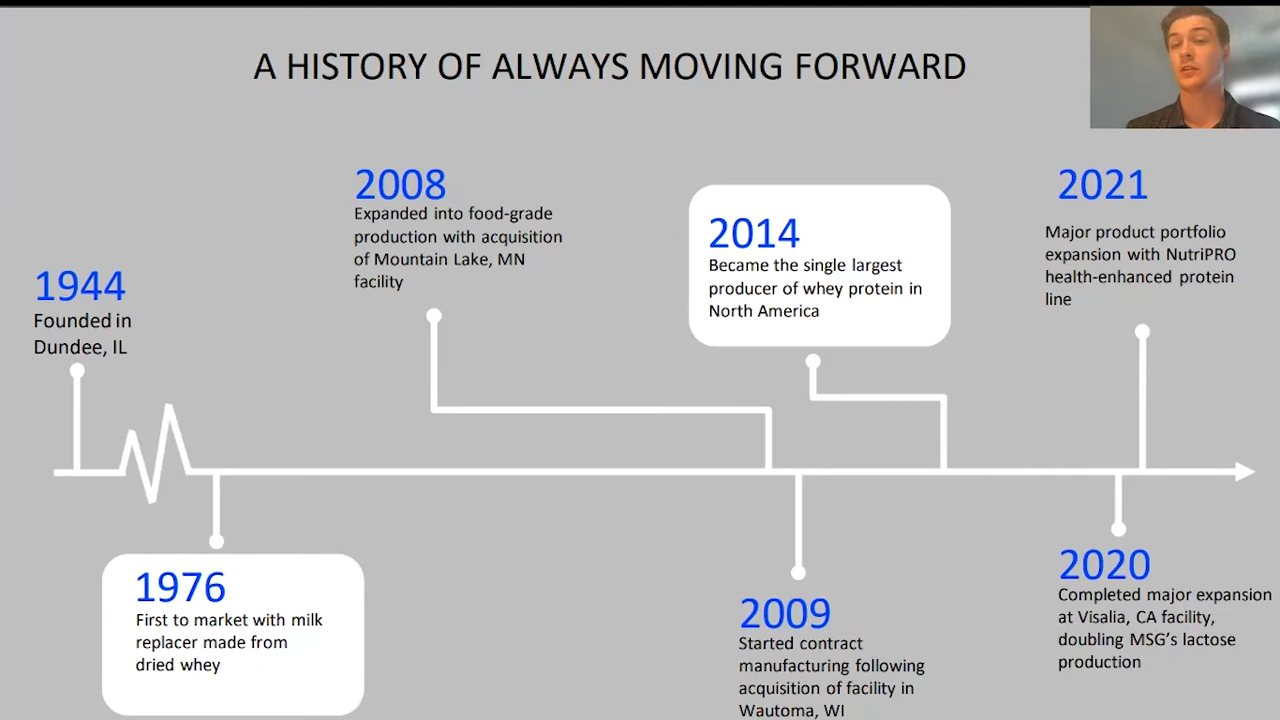 A HISTORY OF ALWAYS MOVING FORWARD
1944
Founded in
Dundee, IL
1976
First to market with milk
replacer made from
dried whey
2008
Expanded into food-grade
production with acquisition
of Mountain Lake, MN
facility
2009
Started contract
manufacturing following
acquisition of facility in
Wautoma, WI
2014
Became the single largest
producer of whey protein in
North America
2020
Completed major expansion
at Visalia, CA facility,
doubling MSG's lactose
production
2021
Major product portfolio
expansion with NutriPRO
health-enhanced protein
line